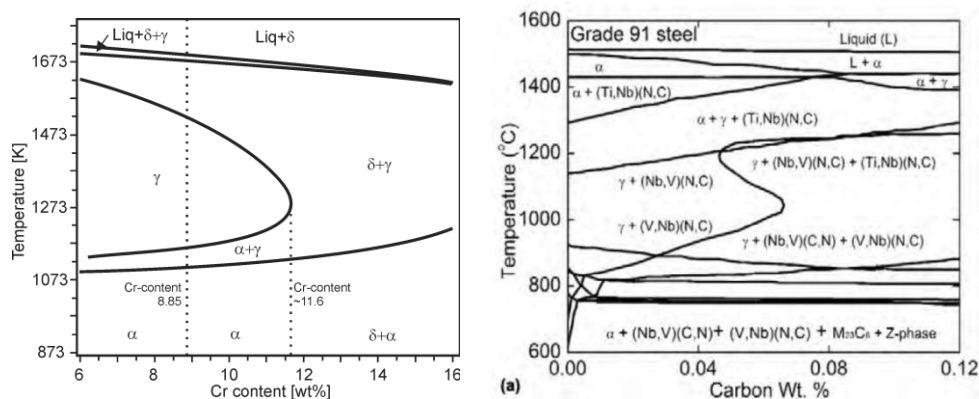 Liq+δ+γ
Liq+δ
1673
1473
1273
1073
873
Temperature [K]
γ
δ+γ
α+γ
Cr-content
8.85
Cr-content
~11.6
α
α
δ+α
6
8
10
12
14
16
Cr content [wt%]
1600
1400
1200
1000
800
600
Temperature (°C)
Grade 91 steel
Liquid (L)
L + α
α
α + γ
α + (Ti,Nb)(N,C)
α + γ + (Ti,Nb)(N,C)
γ + (Nb,V)(N,C) + (Ti,Nb)(N,C)
γ + (Nb,V)(N,C)
γ + (V,Nb)(N,C)
γ + (Nb,V)(C,N) + (V,Nb)(N,C)
α + (Nb,V)(C,N) + (V,Nb)(N,C) + M₂₃C₆ + Z-phase
0.00
0.04
0.08
0.12
(a)
Carbon Wt. %